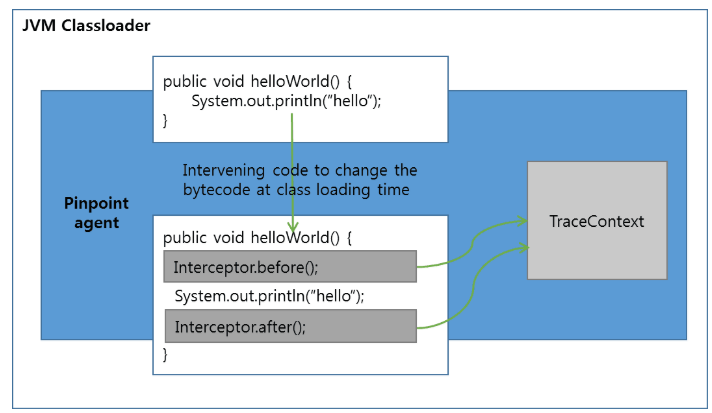 JVM Classloader
public void helloWorld() {
System.out.println("hello");
}
Intervening code to change the
bytecode at class loading time
Pinpoint
agent
TraceContext
public void helloWorld() {
Interceptor.before();
System.out.println("hello");
Interceptor.after();
}